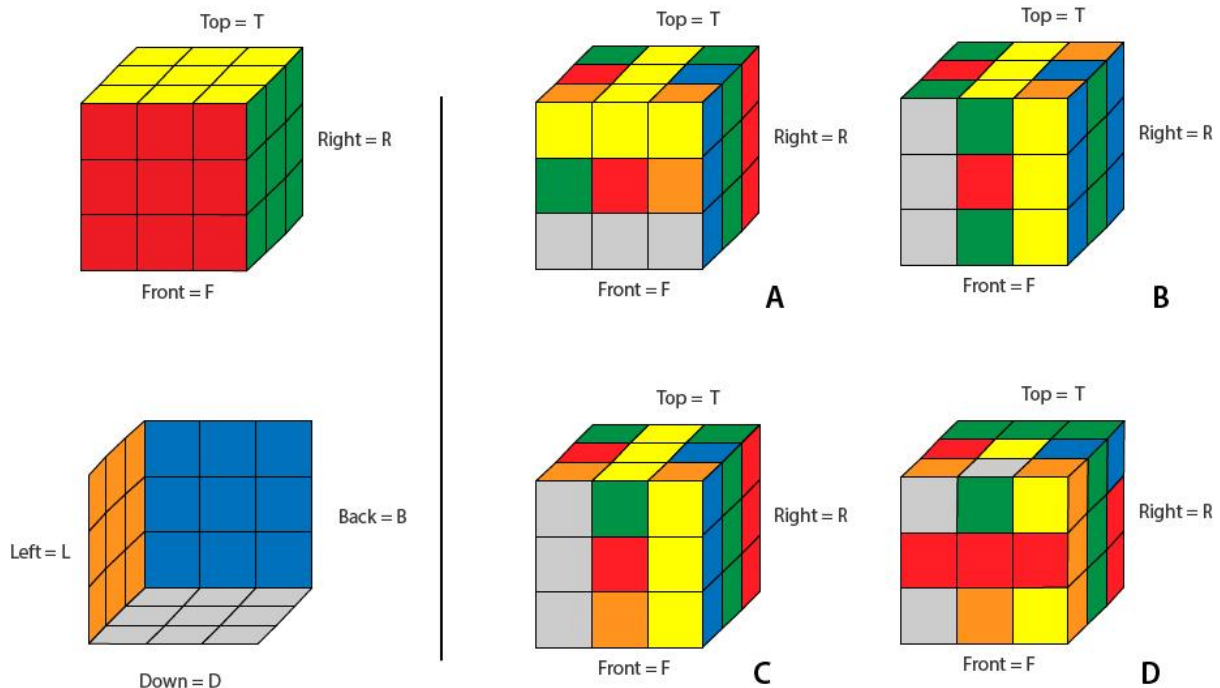 Top = T
Right = R
Front = F
Left = L
Back = B
Down = D
Top = T
Right = R
Front = F
A
Top = T
Right = R
Front = F
B
Top = T
Right = R
Front = F
C
Top = T
Right = R
Front = F
D